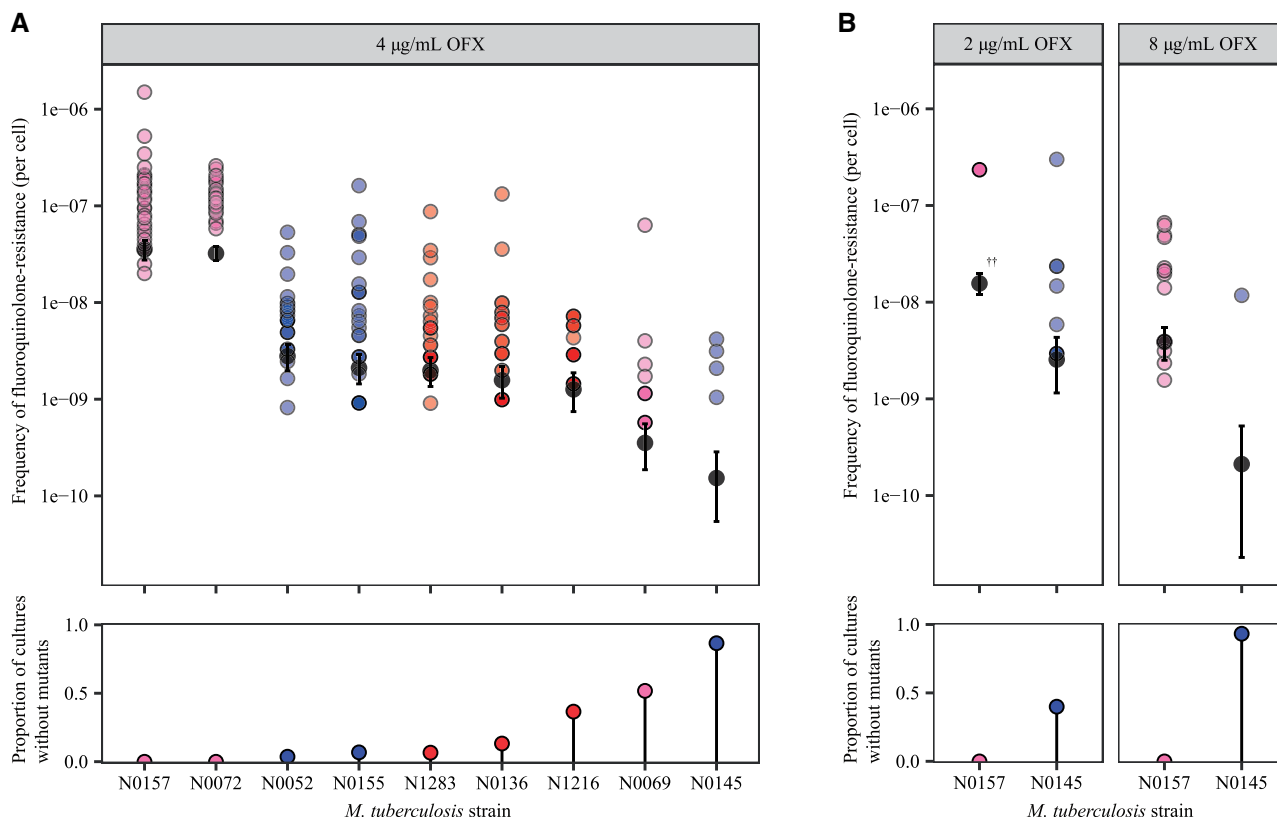 A
4 µg/mL OFX
Frequency of fluoroquinolone-resistance (per cell)
1e−06
1e−07
1e−08
1e−09
1e−10
Proportion of cultures
without mutants
1.0
0.5
0.0
N0157 N0072 N0052 N0155 N1283 N0136 N1216 N0069 N0145
M. tuberculosis strain
B
2 µg/mL OFX
8 µg/mL OFX
Frequency of fluoroquinolone-resistance (per cell)
1e−06
1e−07
1e−08
1e−09
1e−10
††
Proportion of cultures
without mutants
1.0
0.5
0.0
N0157 N0145 N0157 N0145
M. tuberculosis strain